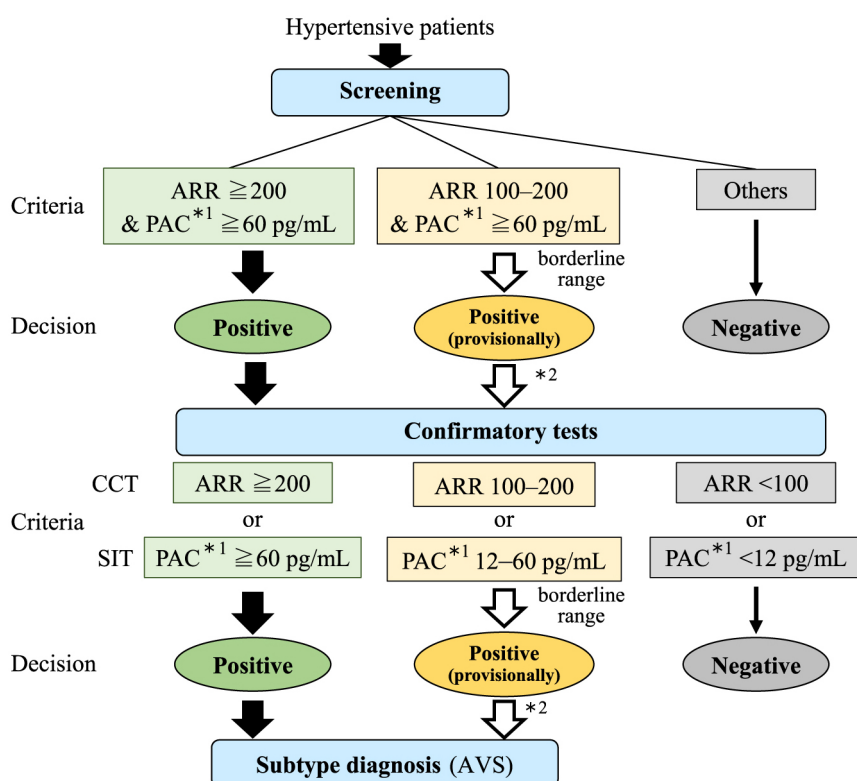 Hypertensive patients
Screening
Criteria
ARR ≧200
& PAC*1 ≧60 pg/mL
ARR 100–200
& PAC*1 ≧60 pg/mL
Others
borderline
range
Decision
Positive
Positive
(provisionally)
Negative
*2
Confirmatory tests
CCT
ARR ≧200
ARR 100–200
ARR <100
Criteria
or
or
or
SIT
PAC*1 ≧60 pg/mL
PAC*1 12–60 pg/mL
PAC*1 <12 pg/mL
borderline
range
Decision
Positive
Positive
(provisionally)
Negative
*2
Subtype diagnosis (AVS)